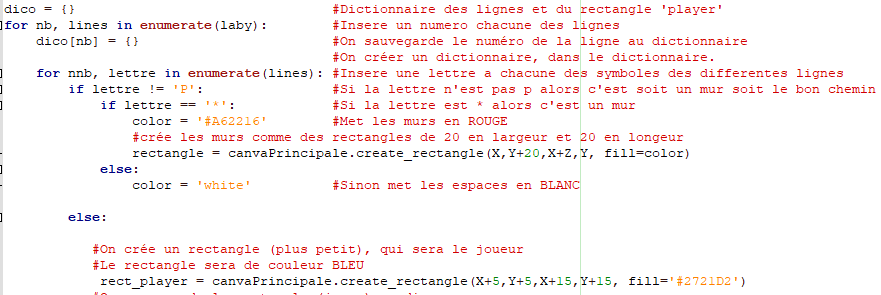 dico = {} #Dictionnaire des lignes et du rectangle 'player'
for nb, lines in enumerate(laby): #Insere un numero chacune des lignes
dico[nb] = {} #On sauvegarde le numéro de la ligne au dictionnaire
#On créer un dictionnaire, dans le dictionnaire.
for nnb, lettre in enumerate(lines): #Insere une lettre a chacune des symboles des differentes lignes
if lettre != 'P': #Si la lettre n'est pas p alors c'est soit un mur soit le bon chemin
if lettre == '*': #Si la lettre est * alors c'est un mur
color = '#A62216' #Met les murs en ROUGE
#crée les murs comme des rectangles de 20 en largeur et 20 en longeur
rectangle = canvaPrincipale.create_rectangle(X,Y+20,X+Z,Y, fill=color)
else:
color = 'white' #Sinon met les espaces en BLANC
else:
#On crée un rectangle (plus petit), qui sera le joueur
#Le rectangle sera de couleur BLEU
rect_player = canvaPrincipale.create_rectangle(X+5,Y+5,X+15,Y+15, fill='#2721D2')